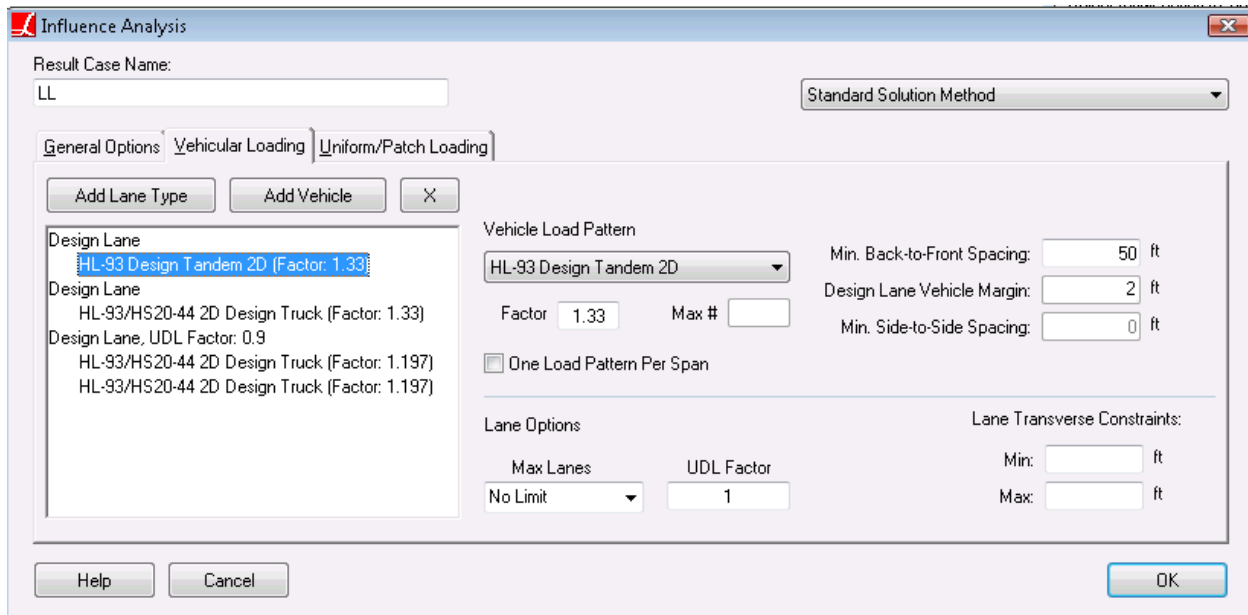 Influence Analysis
Result Case Name:
LL
Standard Solution Method
General Options Vehicular Loading Uniform/Patch Loading
Add Lane Type Add Vehicle X
Design Lane
HL-93 Design Tandem 2D (Factor: 1.33)
Design Lane
HL-93/HS20-44 2D Design Truck (Factor: 1.33)
Design Lane, UDL Factor: 0.9
HL-93/HS20-44 2D Design Truck (Factor: 1.197)
HL-93/HS20-44 2D Design Truck (Factor: 1.197)
Vehicle Load Pattern
HL-93 Design Tandem 2D
Factor 1.33 Max #
One Load Pattern Per Span
Min. Back-to-Front Spacing: 50 ft
Design Lane Vehicle Margin: 2 ft
Min. Side-to-Side Spacing: 0 ft
Lane Options
Max Lanes UDL Factor
No Limit 1
Lane Transverse Constraints:
Min: ft
Max: ft
Help Cancel OK